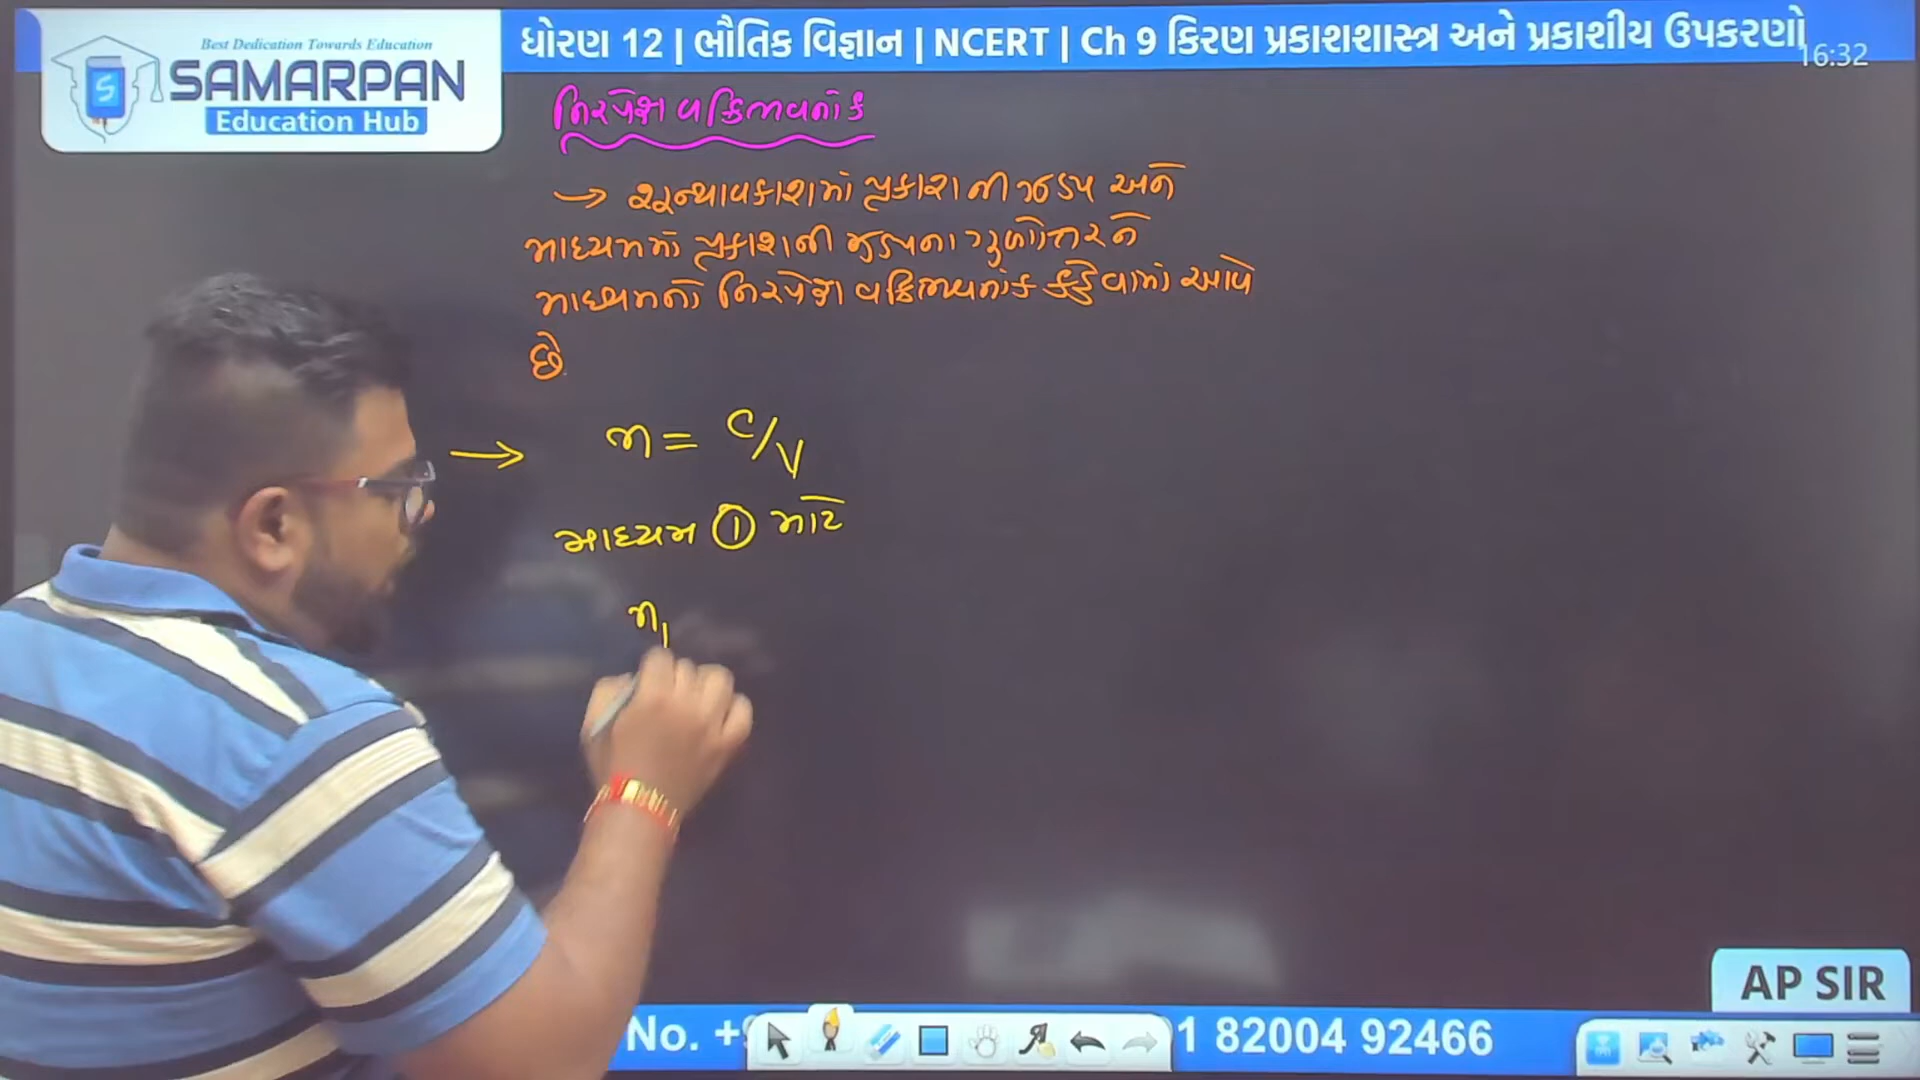 Best Dedication Towards Education
SAMARPAN
Education Hub
ધોરણ 12 | ભૌતિક વિજ્ઞાન | NCERT | Ch 9 કિરણ પ્રકાશશાસ્ત્ર અને પ્રકાશીય ઉપકરણો
16:32
નિરપેક્ષ વક્રિભવનાંક
→ શૂન્યાવકાશમાં પ્રકાશની ઝડપ અને
માધ્યમમાં પ્રકાશની ઝડપના ગુણોત્તરને
માધ્યમનો નિરપેક્ષ વક્રિભવનાંક કહેવામાં આવે
છે.
→ n = c/v
માધ્યમ ① માટે
n₁
AP SIR
No. +9
1 82004 92466